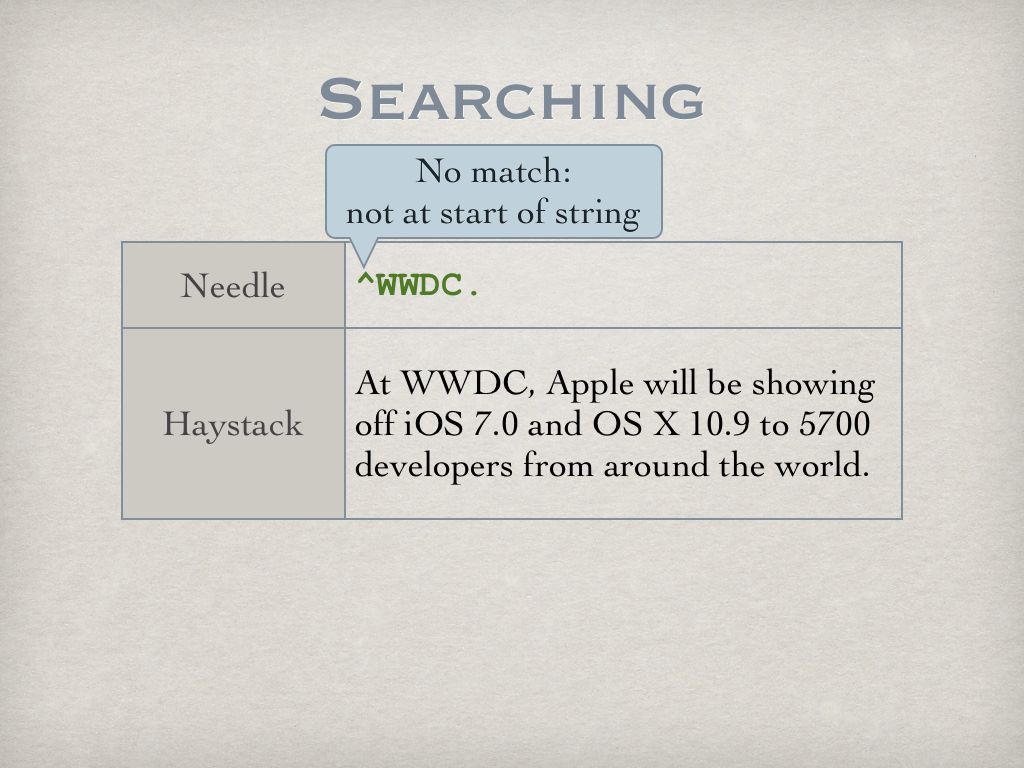 SEARCHING
No match:
not at start of string
Needle
^WWDC.
Haystack
At WWDC, Apple will be showing
off iOS 7.0 and OS X 10.9 to 5700
developers from around the world.